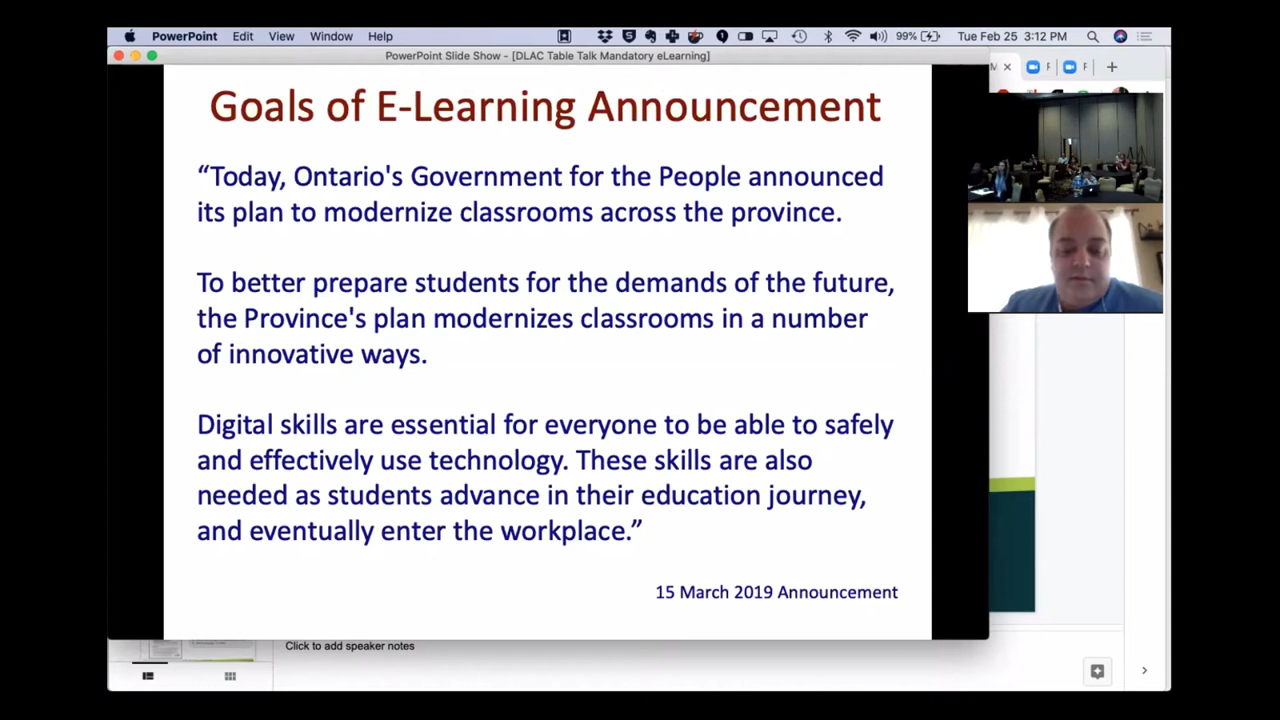 PowerPoint Edit View Window Help 99% Tue Feb 25 3:12 PM
PowerPoint Slide Show - [DLAC Table Talk Mandatory eLearning]
Goals of E-Learning Announcement
“Today, Ontario's Government for the People announced
its plan to modernize classrooms across the province.
To better prepare students for the demands of the future,
the Province's plan modernizes classrooms in a number
of innovative ways.
Digital skills are essential for everyone to be able to safely
and effectively use technology. These skills are also
needed as students advance in their education journey,
and eventually enter the workplace.”
15 March 2019 Announcement
Click to add speaker notes